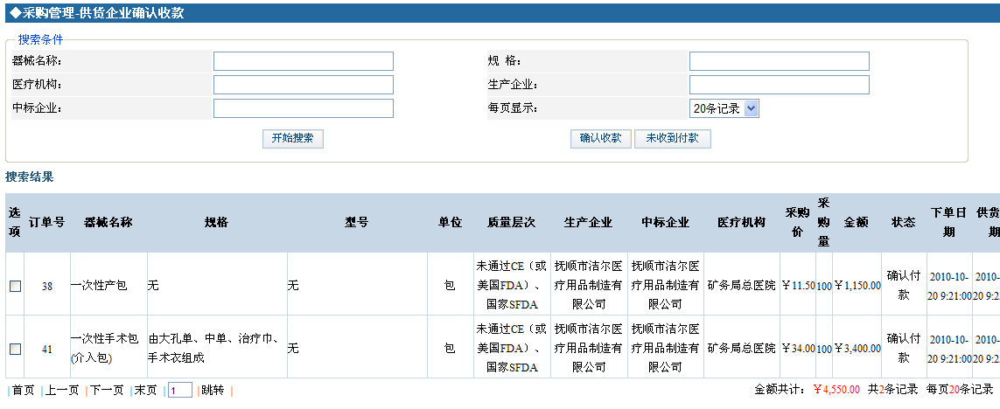 ◆采购管理-供货企业确认收款
搜索条件
器械名称： 规 格：
医疗机构： 生产企业：
中标企业： 每页显示： 20条记录
开始搜索 确认收款 未收到付款
搜索结果
选项 订单号 器械名称 规格 型号 单位 质量层次 生产企业 中标企业 医疗机构 采购价 采购量 金额 状态 下单日期 供货 期
38 一次性产包 无 无 包 未通过CE（或美国FDA）、国家SFDA 抚顺市洁尔医疗用品制造有限公司 抚顺市洁尔医疗用品制造有限公司 矿务局总医院 ￥11.50 100 ￥1,150.00 确认付款 2010-10-20 9:21:00 2010- 20 9:2
41 一次性手术包(介入包) 由大孔单、中单、治疗巾、手术衣组成 无 包 未通过CE（或美国FDA）、国家SFDA 抚顺市洁尔医疗用品制造有限公司 抚顺市洁尔医疗用品制造有限公司 矿务局总医院 ￥34.00 100 ￥3,400.00 确认付款 2010-10-20 9:21:00 2010- 20 9:2
|首页 |上一页 |下一页 |末页 | 1 |跳转 | 金额共计：￥4,550.00 共2条记录 每页20条记录